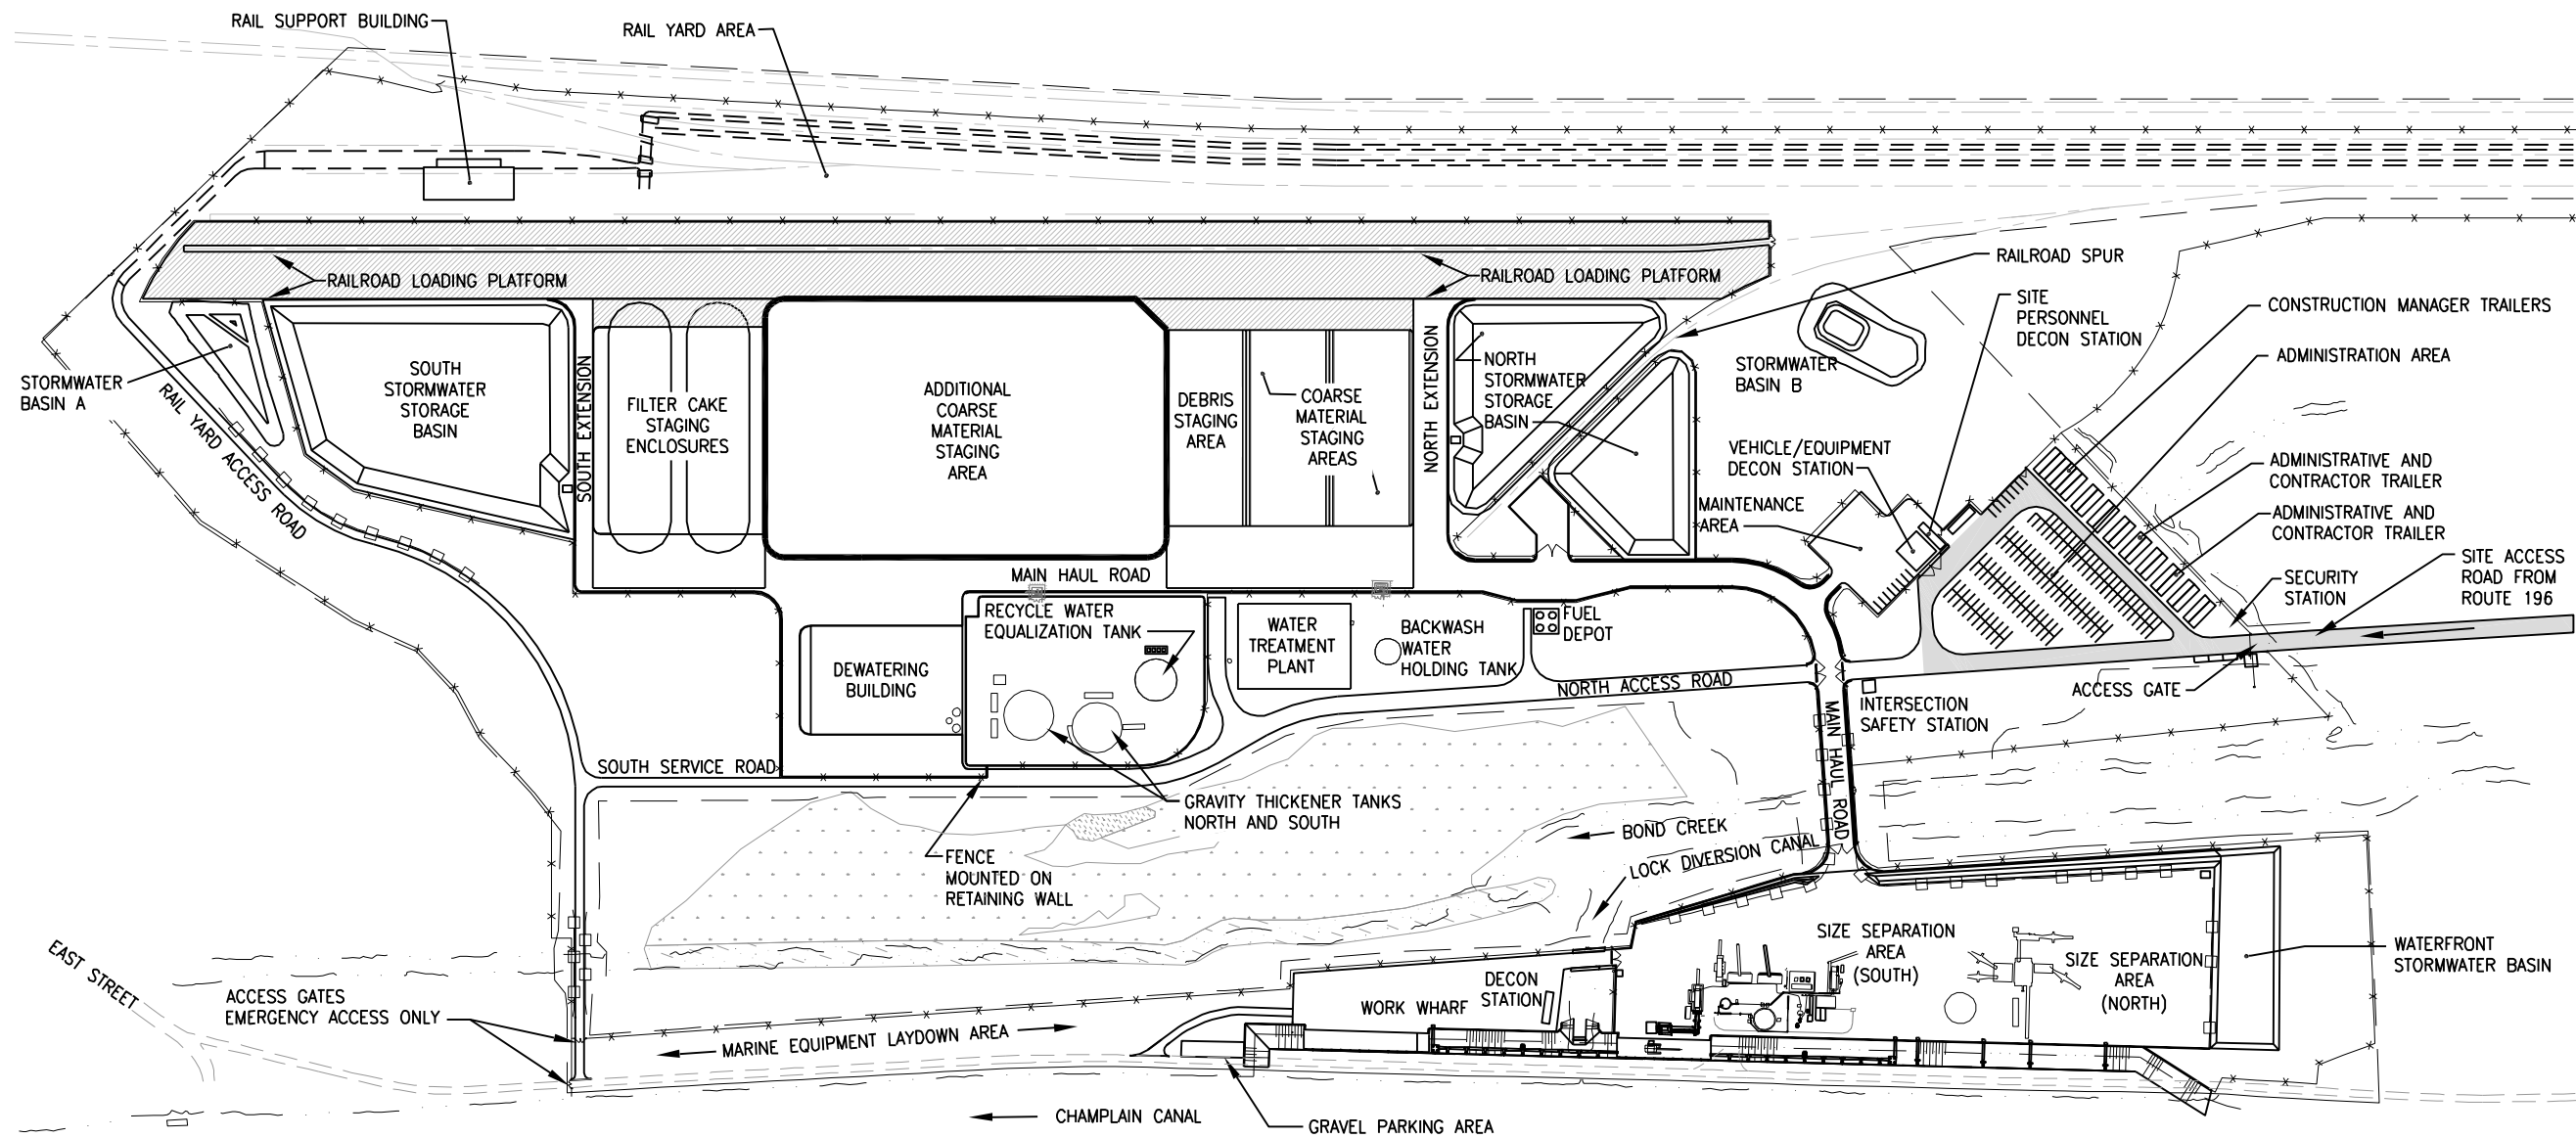 RAIL SUPPORT BUILDING
RAIL YARD AREA
RAILROAD LOADING PLATFORM
RAILROAD LOADING PLATFORM
RAILROAD SPUR
SITE
PERSONNEL
DECON STATION
CONSTRUCTION MANAGER TRAILERS
ADMINISTRATION AREA
STORMWATER
BASIN A
RAIL YARD ACCESS ROAD
SOUTH
STORMWATER
STORAGE
BASIN
SOUTH EXTENSION
FILTER CAKE
STAGING
ENCLOSURES
ADDITIONAL
COARSE
MATERIAL
STAGING
AREA
DEBRIS
STAGING
AREA
COARSE
MATERIAL
STAGING
AREAS
NORTH EXTENSION
NORTH
STORMWATER
STORAGE
BASIN
STORMWATER
BASIN B
VEHICLE/EQUIPMENT
DECON STATION
MAINTENANCE
AREA
ADMINISTRATIVE AND
CONTRACTOR TRAILER
ADMINISTRATIVE AND
CONTRACTOR TRAILER
SITE ACCESS
ROAD FROM
ROUTE 196
SECURITY
STATION
MAIN HAUL ROAD
RECYCLE WATER
EQUALIZATION TANK
WATER
TREATMENT
PLANT
BACKWASH
WATER
HOLDING TANK
FUEL
DEPOT
DEWATERING
BUILDING
NORTH ACCESS ROAD
ACCESS GATE
INTERSECTION
SAFETY STATION
MAIN HAUL ROAD
SOUTH SERVICE ROAD
GRAVITY THICKENER TANKS
NORTH AND SOUTH
BOND CREEK
LOCK DIVERSION CANAL
FENCE
MOUNTED ON
RETAINING WALL
EAST STREET
ACCESS GATES
EMERGENCY ACCESS ONLY
MARINE EQUIPMENT LAYDOWN AREA
WORK WHARF
DECON
STATION
SIZE SEPARATION
AREA
(SOUTH)
SIZE SEPARATION
AREA
(NORTH)
WATERFRONT
STORMWATER BASIN
CHAMPLAIN CANAL
GRAVEL PARKING AREA